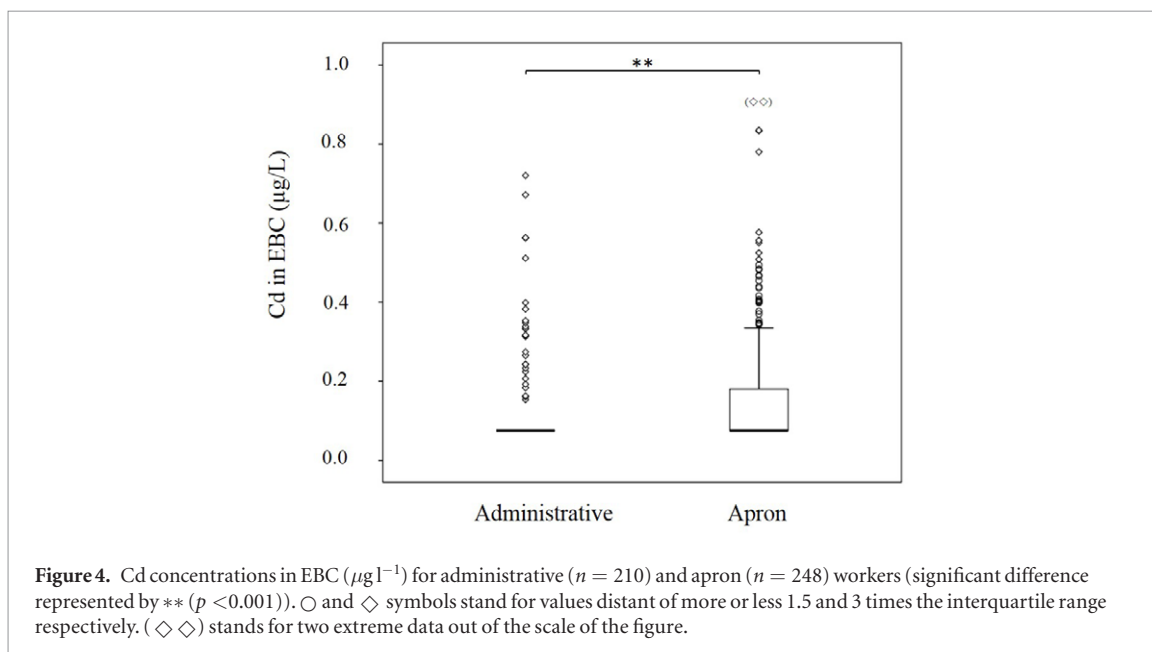 1.0
**
(◇◇)
0.8
0.6
0.4
0.2
0.0
Cd in EBC (µg/L)
Administrative Apron
Figure 4. Cd concentrations in EBC (µg l⁻¹) for administrative (n = 210) and apron (n = 248) workers (significant difference
represented by ** (p <0.001)). ○ and ◇ symbols stand for values distant of more or less 1.5 and 3 times the interquartile range
respectively. (◇ ◇) stands for two extreme data out of the scale of the figure.